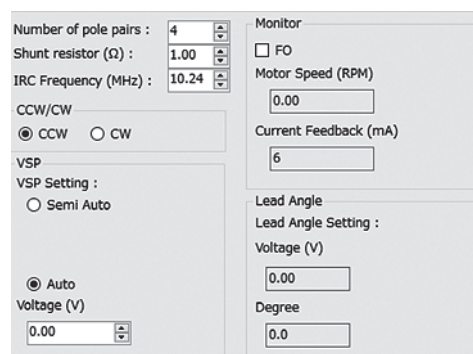 Number of pole pairs : 4
Shunt resistor (Ω) : 1.00
IRC Frequency (MHz) : 10.24
CCW/CW
CCW CW
VSP
VSP Setting :
Semi Auto
Auto
Voltage (V)
0.00
Monitor
FO
Motor Speed (RPM)
0.00
Current Feedback (mA)
6
Lead Angle
Lead Angle Setting :
Voltage (V)
0.00
Degree
0.0